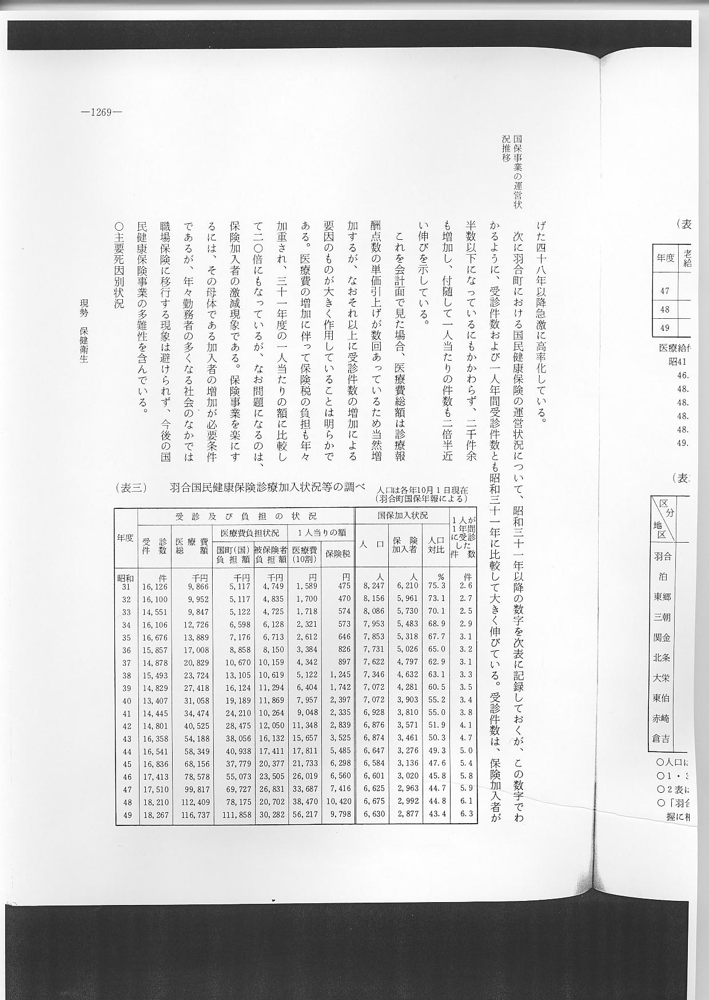 (表
年度 老
給
47
48
49
医療給付
昭41
46.
48.
48.
48.
48.
49.
(表
区分
地区
羽合
泊
東郷
三朝
関金
北条
大栄
東伯
赤崎
倉吉
〇人口は
〇1・3
〇2表は
〇「羽合
握に相
げた四十八年以降急激に高率化している。
国保事業の運営状
況推移
次に羽合町における国民健康保険の運営状況について、昭和三十一年以降の数字を次表に記録しておくが、この数字でわ
かるように、受診件数および一人年間受診件数とも昭和三十一年に比較して大きく伸びている。受診件数は、保険加入者が
半数以下になっているにもかかわらず、二千件余
も増加し、付随して一人当たりの件数も二倍半近
い伸びを示している。
これを会計面で見た場合、医療費総額は診療報
酬点数の単価引上げが数回あっているため当然増
加するが、なおそれ以上に受診件数の増加による
要因のものが大きく作用していることは明らかで
ある。医療費の増加に伴って保険税の負担も年々
加重され、三十一年度の一人当たりの額に比較し
て二〇倍にもなっているが、なお問題になるのは、
保険加入者の激減現象である。保険事業を楽にす
るには、その母体である加入者の増加が必要条件
であるが、年々勤務者の多くなる社会のなかでは
職場保険に移行する現象は避けられず、今後の国
民健康保険事業の多難性を含んでいる。
〇主要死因別状況
(表三) 羽合国民健康保険診療加入状況等の調べ
人口は各年10月1日現在
(羽合町国保年報による)
年度 受診及び負担の状況 国保加入状況 1人が1年間に受診した件数
受診件数 医療費総額 医療費負担状況 1人当りの額 人口 保険加入者 人口対比
国町(国)負担額 被保険者負担額 医療費(10割) 保険税
昭和 件 千円 千円 千円 円 円 人 人 % 件
31 16,126 9,866 5,117 4,749 1,589 475 8,247 6,210 75.3 2.6
32 16,100 9,952 5,117 4,835 1,700 470 8,156 5,961 73.1 2.7
33 14,551 9,847 5,122 4,725 1,718 574 8,086 5,730 70.1 2.5
34 16,106 12,726 6,598 6,128 2,321 573 7,953 5,483 68.9 2.9
35 16,676 13,889 7,176 6,713 2,612 646 7,853 5,318 67.7 3.1
36 15,857 17,008 8,858 8,150 3,384 826 7,731 5,026 65.0 3.2
37 14,878 20,829 10,670 10,159 4,342 897 7,622 4,797 62.9 3.1
38 15,493 23,724 13,105 10,619 5,122 1,245 7,346 4,632 63.1 3.3
39 14,829 27,418 16,124 11,294 6,404 1,742 7,072 4,281 60.5 3.5
40 13,407 31,058 19,189 11,869 7,957 2,397 7,072 3,903 55.2 3.4
41 14,445 34,474 24,210 10,264 9,048 2,335 6,928 3,810 55.0 3.8
42 14,801 40,525 28,475 12,050 11,348 2,839 6,876 3,571 51.9 4.1
43 16,358 54,188 38,056 16,132 15,657 3,525 6,874 3,461 50.3 4.7
44 16,541 58,349 40,938 17,411 17,811 5,485 6,647 3,276 49.3 5.0
45 16,836 68,156 37,779 20,377 21,733 6,298 6,584 3,136 47.6 5.4
46 17,413 78,578 55,073 23,505 26,019 6,560 6,601 3,020 45.8 5.8
47 17,510 99,817 69,727 26,831 33,687 7,416 6,625 2,963 44.7 5.9
48 18,210 112,409 78,175 20,702 38,470 10,420 6,675 2,992 44.8 6.1
49 18,267 116,737 111,858 30,282 56,217 9,798 6,630 2,877 43.4 6.3
現勢 保健衛生
—1269—